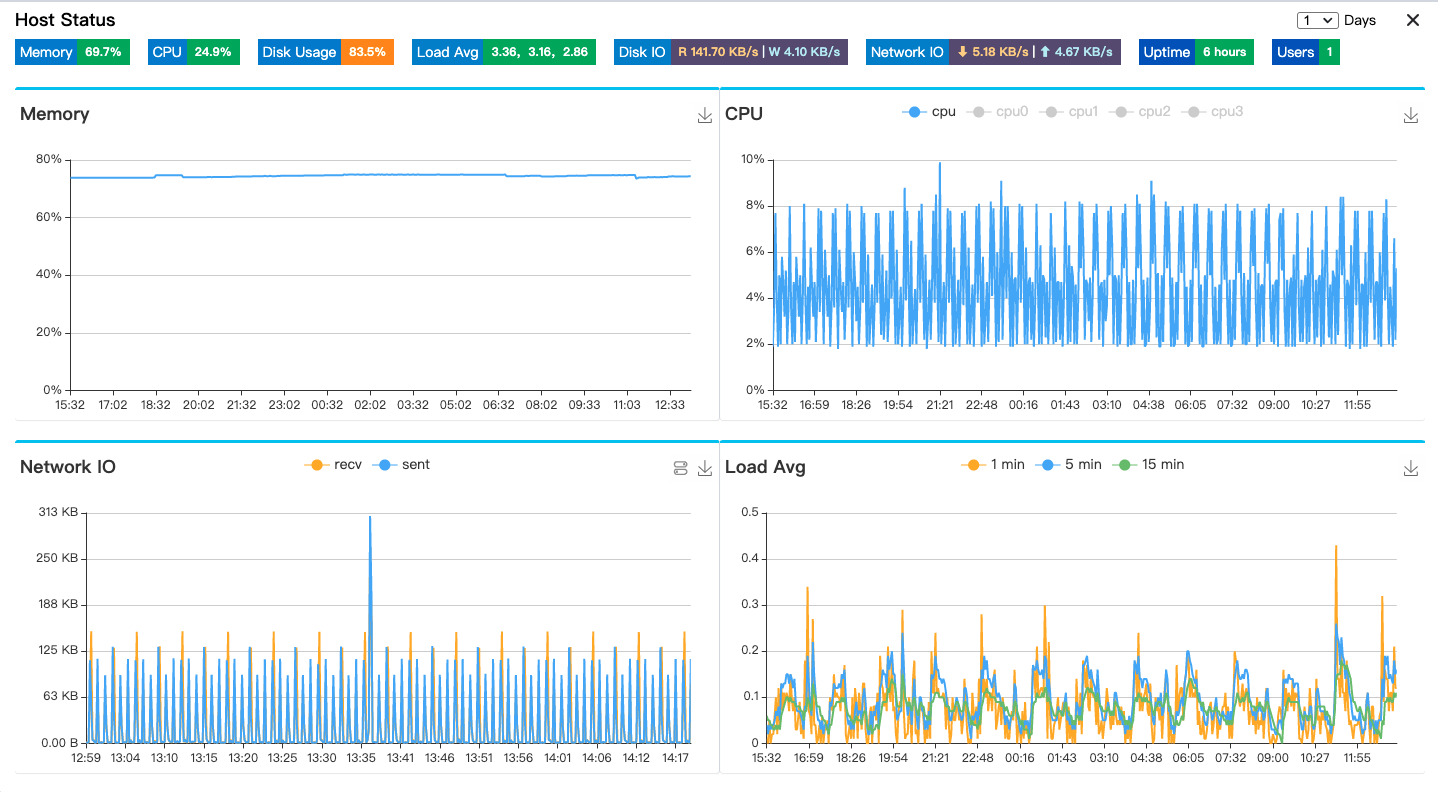 Host Status 1 Days
Memory 69.7% CPU 24.9% Disk Usage 83.5% Load Avg 3.36, 3.16, 2.86 Disk IO R 141.70 KB/s | W 4.10 KB/s Network IO 5.18 KB/s | 4.67 KB/s Uptime 6 hours Users 1
Memory
80%
60%
40%
20%
0%
15:32 17:02 18:32 20:02 21:32 23:02 00:32 02:02 03:32 05:02 06:32 08:02 09:33 11:03 12:33
CPU cpu cpu0 cpu1 cpu2 cpu3
10%
8%
6%
4%
2%
0%
15:32 16:59 18:26 19:54 21:21 22:48 00:16 01:43 03:10 04:38 06:05 07:32 09:00 10:27 11:55
Network IO recv sent
313 KB
250 KB
188 KB
125 KB
63 KB
0.00 B
12:59 13:04 13:10 13:15 13:20 13:25 13:30 13:35 13:41 13:46 13:51 13:56 14:01 14:06 14:12 14:17
Load Avg 1 min 5 min 15 min
0.5
0.4
0.3
0.2
0.1
0
15:32 16:59 18:26 19:54 21:21 22:48 00:16 01:43 03:10 04:38 06:05 07:32 09:00 10:27 11:55